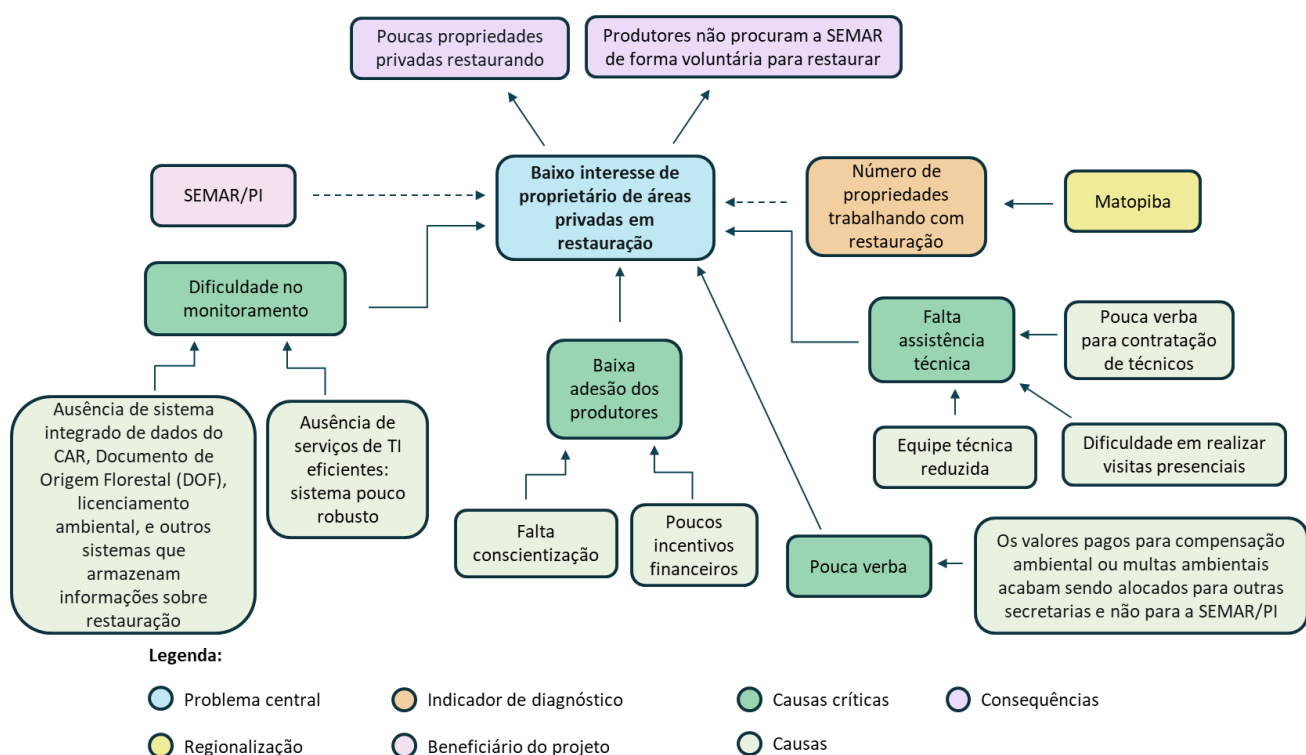 Poucas propriedades
privadas restaurando
Produtores não procuram a SEMAR
de forma voluntária para restaurar
SEMAR/PI
Baixo interesse de
proprietário de áreas
privadas em
restauração
Número de
propriedades
trabalhando com
restauração
Matopiba
Dificuldade no
monitoramento
Falta
assistência
técnica
Pouca verba
para contratação
de técnicos
Baixa
adesão dos
produtores
Ausência de sistema
integrado de dados do
CAR, Documento de
Origem Florestal (DOF),
licenciamento
ambiental, e outros
sistemas que
armazenam
informações sobre
restauração
Ausência de
serviços de TI
eficientes:
sistema pouco
robusto
Equipe técnica
reduzida
Dificuldade em realizar
visitas presenciais
Falta
conscientização
Poucos
incentivos
financeiros
Pouca verba
Os valores pagos para compensação
ambiental ou multas ambientais
acabam sendo alocados para outras
secretarias e não para a SEMAR/PI
Legenda:
Problema central
Indicador de diagnóstico
Causas críticas
Consequências
Regionalização
Beneficiário do projeto
Causas